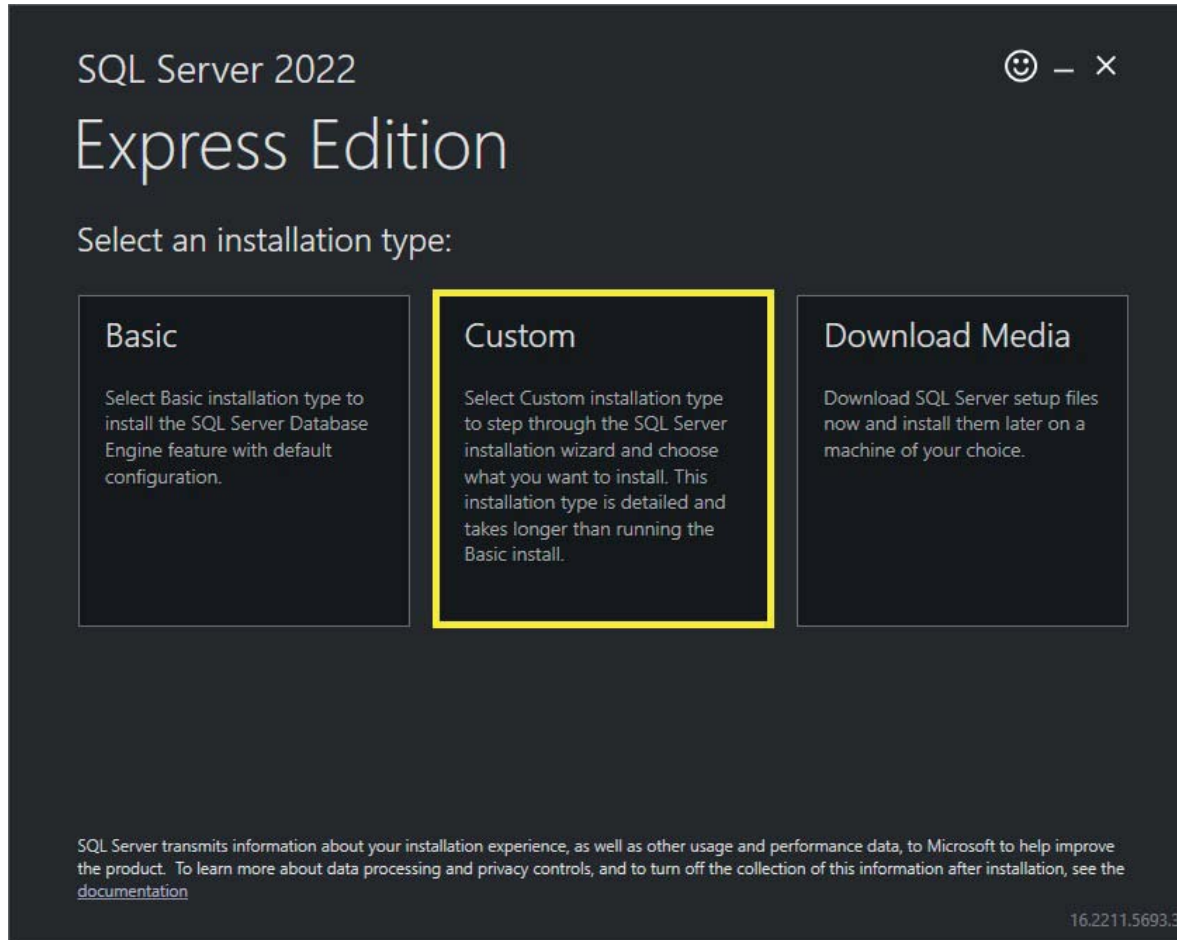 SQL Server 2022
Express Edition
Select an installation type:
Basic
Select Basic installation type to
install the SQL Server Database
Engine feature with default
configuration.
Custom
Select Custom installation type
to step through the SQL Server
installation wizard and choose
what you want to install. This
installation type is detailed and
takes longer than running the
Basic install.
Download Media
Download SQL Server setup files
now and install them later on a
machine of your choice.
SQL Server transmits information about your installation experience, as well as other usage and performance data, to Microsoft to help improve
the product.  To learn more about data processing and privacy controls, and to turn off the collection of this information after installation, see the
documentation
16.2211.5693.3